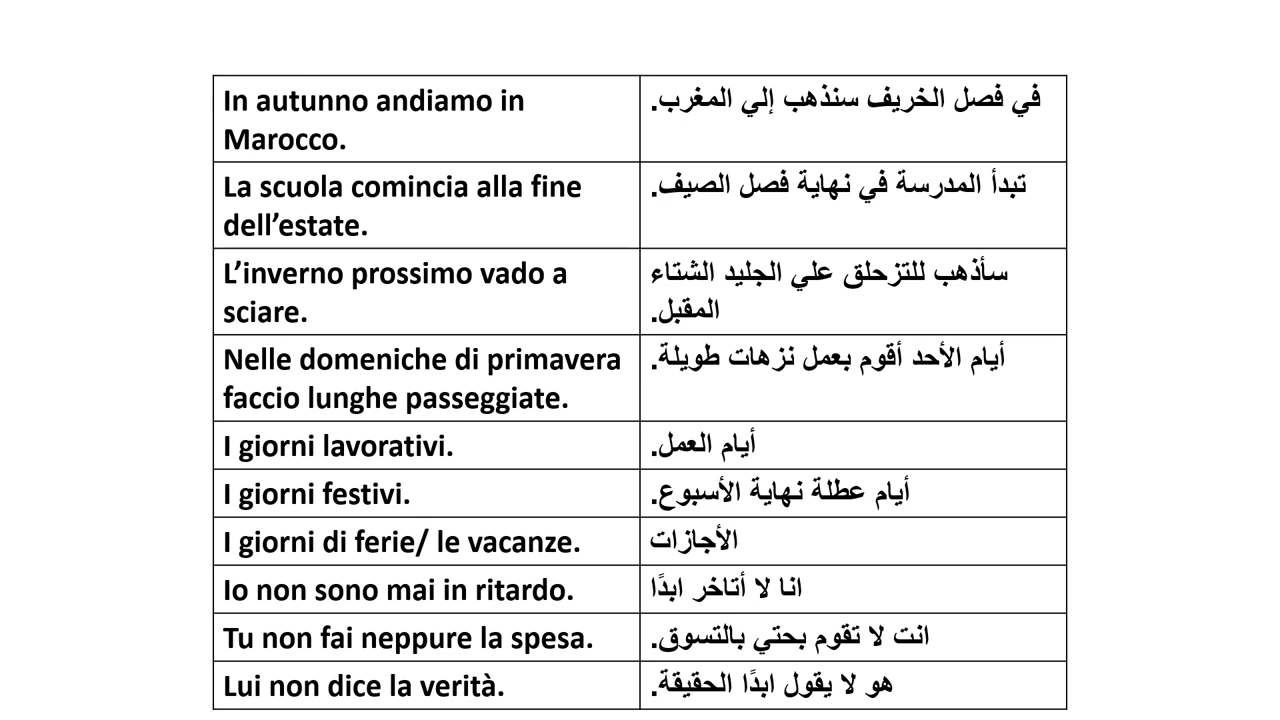 In autunno andiamo in
Marocco.
في فصل الخريف سنذهب إلي المغرب.
La scuola comincia alla fine
dell’estate.
تبدأ المدرسة في نهاية فصل الصيف.
L’inverno prossimo vado a
sciare.
سأذهب للتزحلق علي الجليد الشتاء
المقبل.
Nelle domeniche di primavera
faccio lunghe passeggiate.
أيام الأحد أقوم بعمل نزهات طويلة.
I giorni lavorativi.
أيام العمل.
I giorni festivi.
أيام عطلة نهاية الأسبوع.
I giorni di ferie/ le vacanze.
الأجازات
Io non sono mai in ritardo.
انا لا أتاخر ابدًا
Tu non fai neppure la spesa.
انت لا تقوم بحتي بالتسوق.
Lui non dice la verità.
هو لا يقول ابدًا الحقيقة.